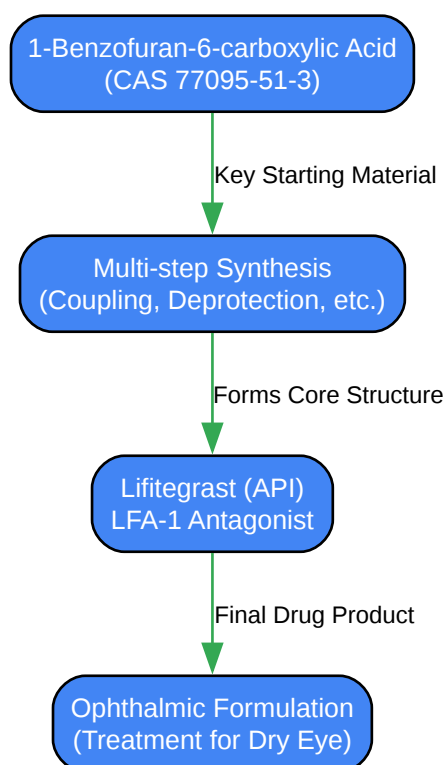 1-Benzofuran-6-carboxylic Acid
(CAS 77095-51-3)
Key Starting Material
Multi-step Synthesis
(Coupling, Deprotection, etc.)
Forms Core Structure
Lifitegrast (API)
LFA-1 Antagonist
Final Drug Product
Ophthalmic Formulation
(Treatment for Dry Eye)